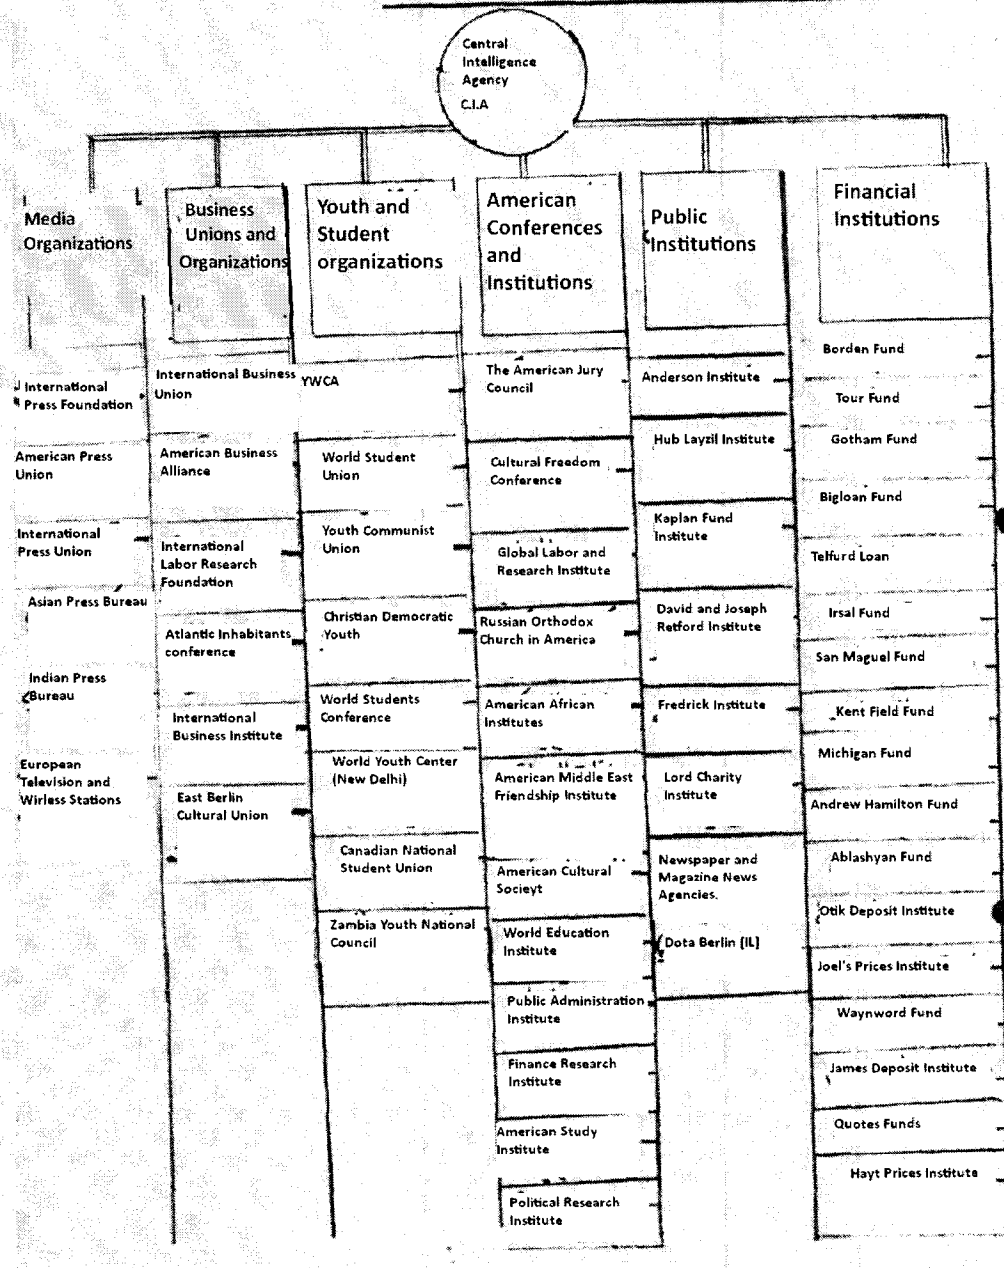 Central
Intelligence
Agency
C.I.A
Media
Organizations
International
Press Foundation
American Press
Union
International
Press Union
Asian Press Bureau
Indian Press
Bureau
European
Television and
Wirless Stations
Business
Unions and
Organizations
International Business
Union
American Business
Alliance
International
Labor Research
Foundation
Atlantic Inhabitants
conference
International
Business Institute
East Berlin
Cultural Union
Youth and
Student
organizations
YWCA
World Student
Union
Youth Communist
Union
Christian Democratic
Youth
World Students
Conference
World Youth Center
(New Delhi)
Canadian National
Student Union
Zambia Youth National
Council
American
Conferences
and
Institutions
The American Jury
Council
Cultural Freedom
Conference
Global Labor and
Research Institute
Russian Orthodox
Church in America
American African
Institutes
American Middle East
Friendship Institute
American Cultural
Socieyt
World Education
Institute
Public Administration
Institute
Finance Research
Institute
American Study
Institute
Political Research
Institute
Public
Institutions
Anderson Institute
Hub Layzil Institute
Kaplan Fund
Institute
David and Joseph
Retford Institute
Fredrick Institute
Lord Charity
Institute
Newspaper and
Magazine News
Agencies.
Dota Berlin [IL]
Financial
Institutions
Borden Fund
Tour Fund
Gotham Fund
Bigloan Fund
Telfurd Loan
Irsal Fund
San Maguel Fund
Kent Field Fund
Michigan Fund
Andrew Hamilton Fund
Ablashyan Fund
Otik Deposit Institute
Joel's Prices Institute
Waynword Fund
James Deposit Institute
Quotes Funds
Hayt Prices Institute